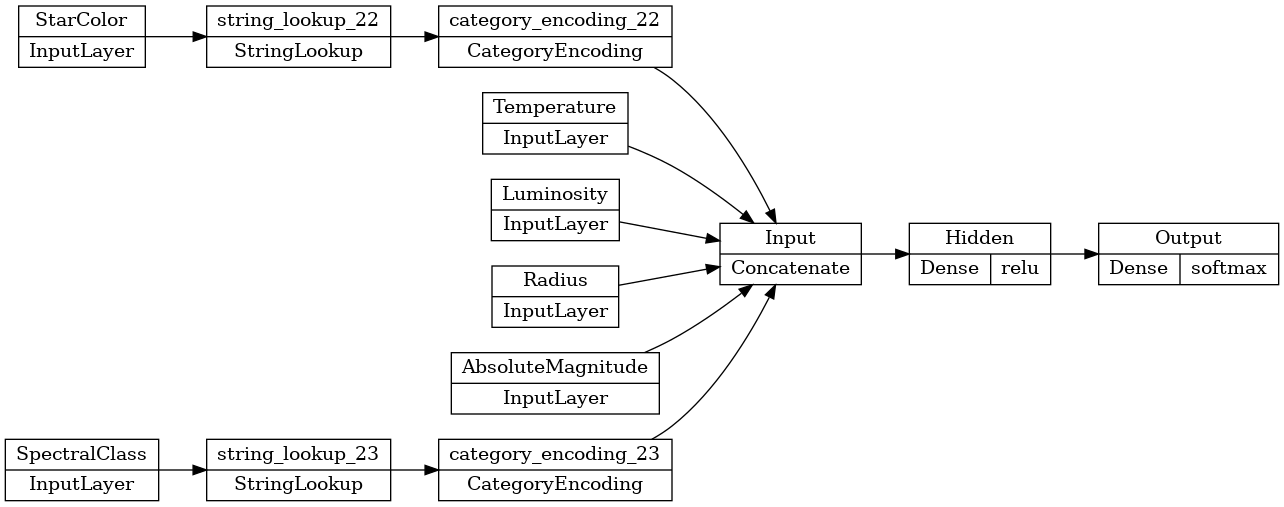 StarColor
InputLayer
string_lookup_22
StringLookup
category_encoding_22
CategoryEncoding
Temperature
InputLayer
Luminosity
InputLayer
Radius
InputLayer
AbsoluteMagnitude
InputLayer
SpectralClass
InputLayer
string_lookup_23
StringLookup
category_encoding_23
CategoryEncoding
Input
Concatenate
Hidden
Dense relu
Output
Dense softmax